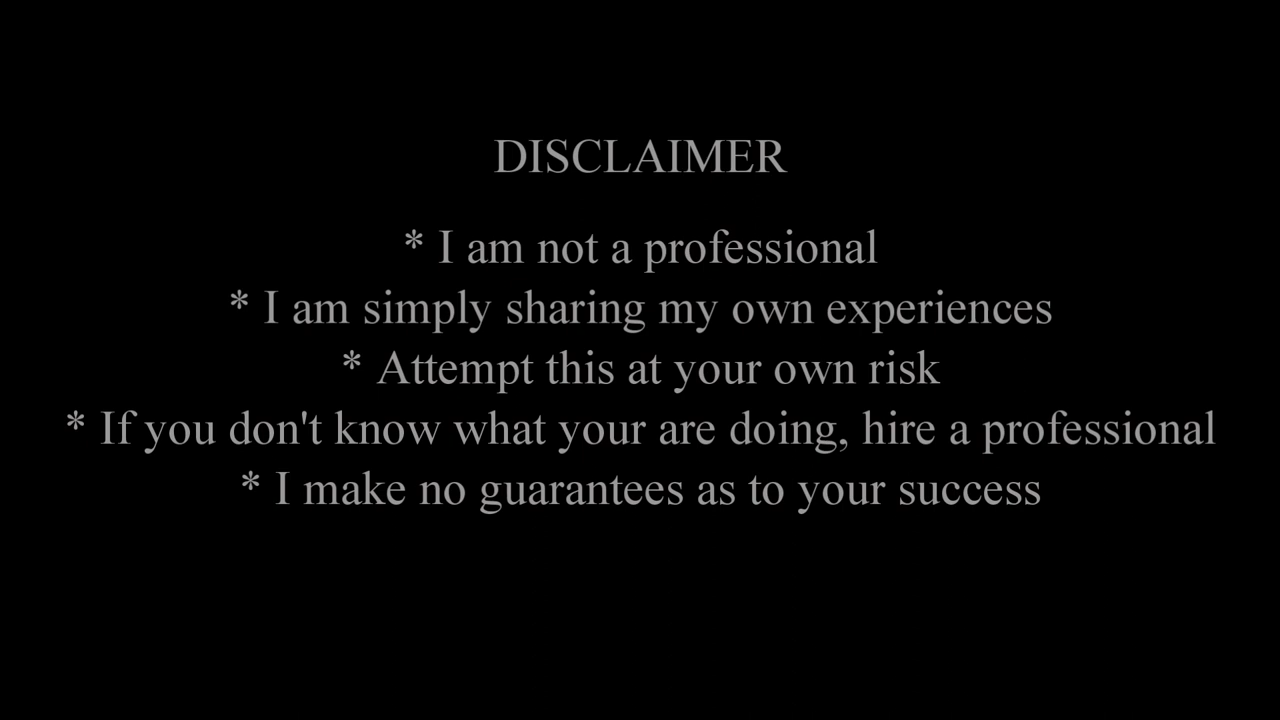 DISCLAIMER
* I am not a professional
* I am simply sharing my own experiences
* Attempt this at your own risk
* If you don't know what your are doing, hire a professional
* I make no guarantees as to your success